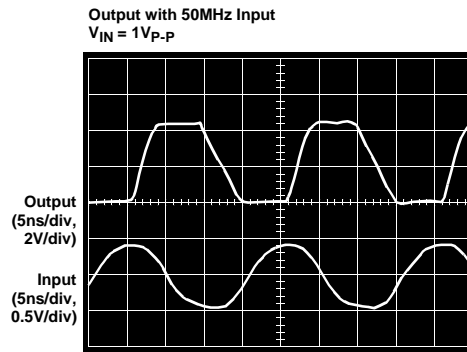 Output with 50MHz Input
VIN = 1VP-P
Output
(5ns/div,
2V/div)
Input
(5ns/div,
0.5V/div)